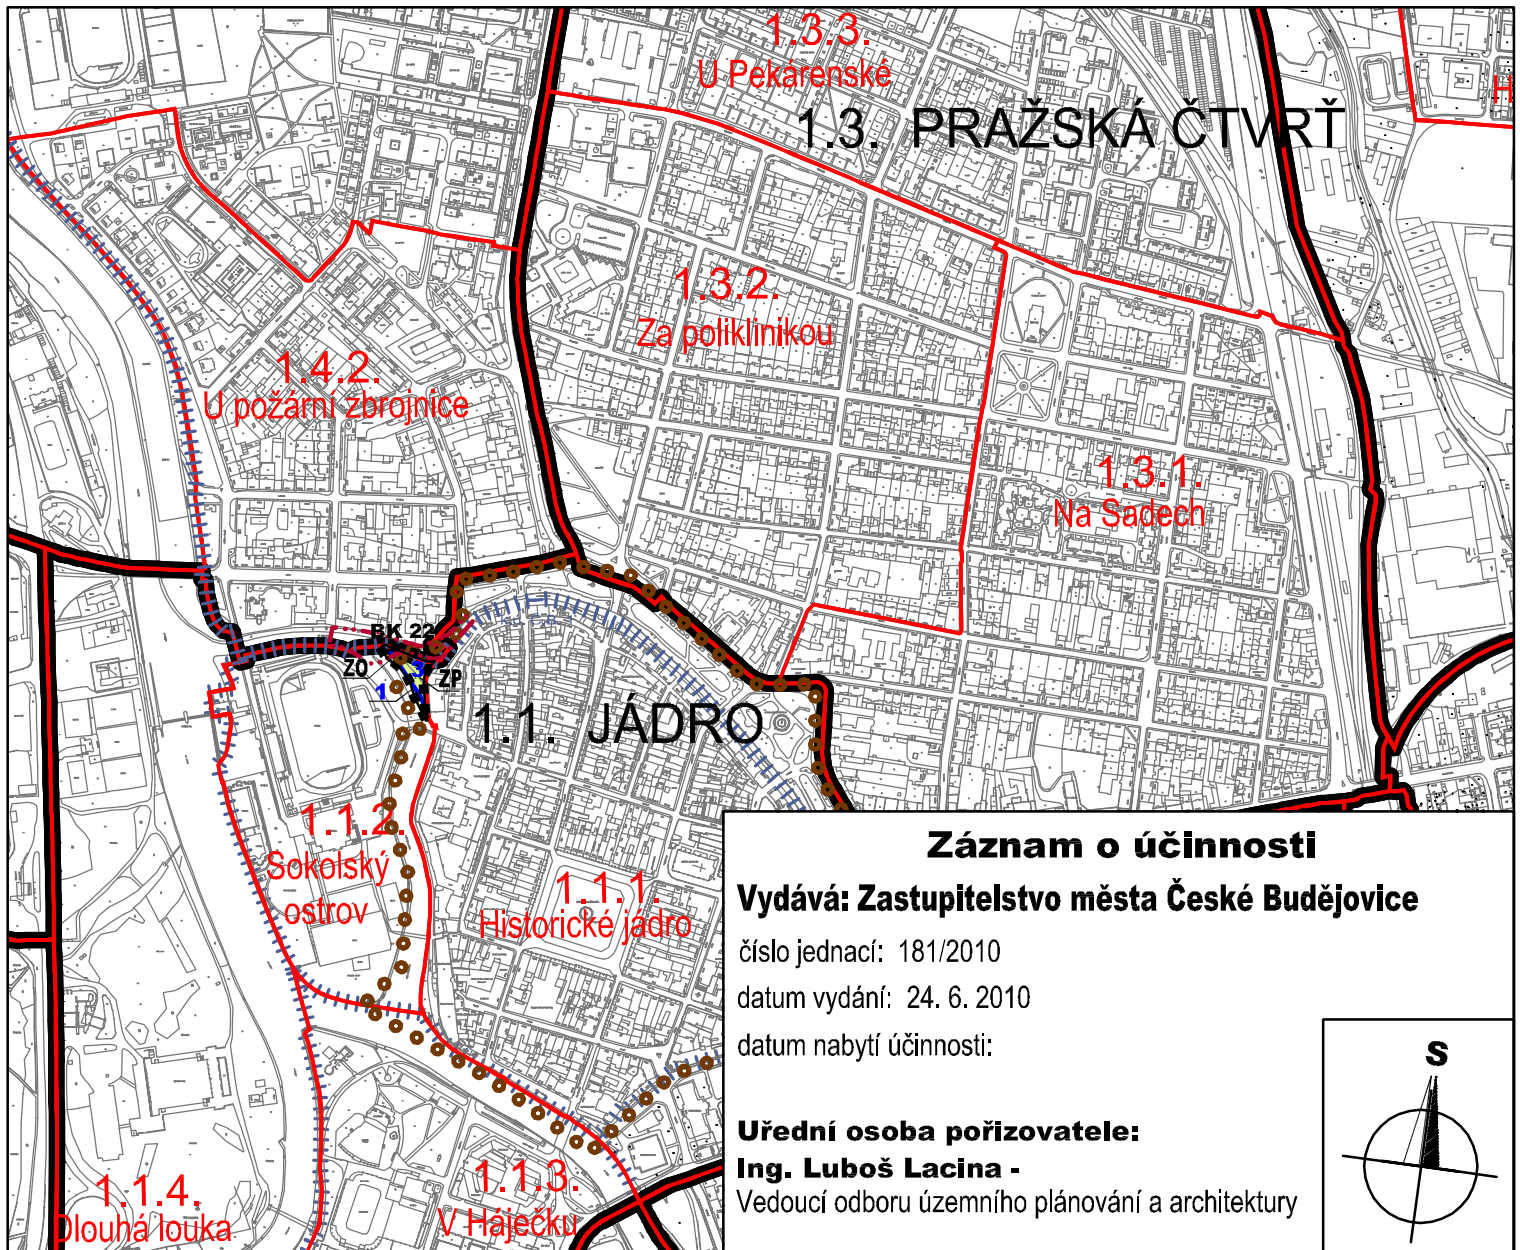 1.3.3.
U Pekárenské
H
1.3. PRAŽSKÁ ČTVRŤ
1.3.2.
Za poliklinikou
1.4.2.
U požární zbrojnice
1.3.1.
Na Sadech
BK 22
ZO
3
ZP
1
1.1. JÁDRO
1.1.2.
Sokolský
ostrov
1.1.1.
Historické jádro
1.1.3.
V Háječku
1.1.4.
Dlouhá louka
Záznam o účinnosti
Vydává: Zastupitelstvo města České Budějovice
číslo jednací: 181/2010
datum vydání: 24. 6. 2010
datum nabytí účinnosti:
Uřední osoba pořizovatele:
Ing. Luboš Lacina -
Vedoucí odboru územního plánování a architektury
S